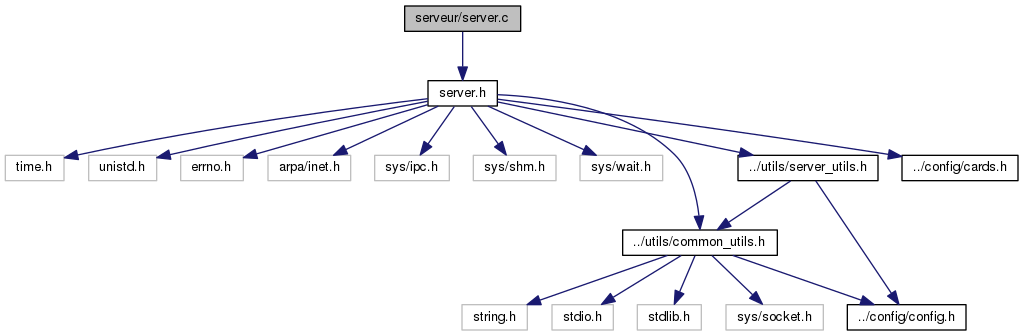 serveur/server.c
server.h
time.h
unistd.h
errno.h
arpa/inet.h
sys/ipc.h
sys/shm.h
sys/wait.h
../utils/server_utils.h
../config/cards.h
../utils/common_utils.h
string.h
stdio.h
stdlib.h
sys/socket.h
../config/config.h